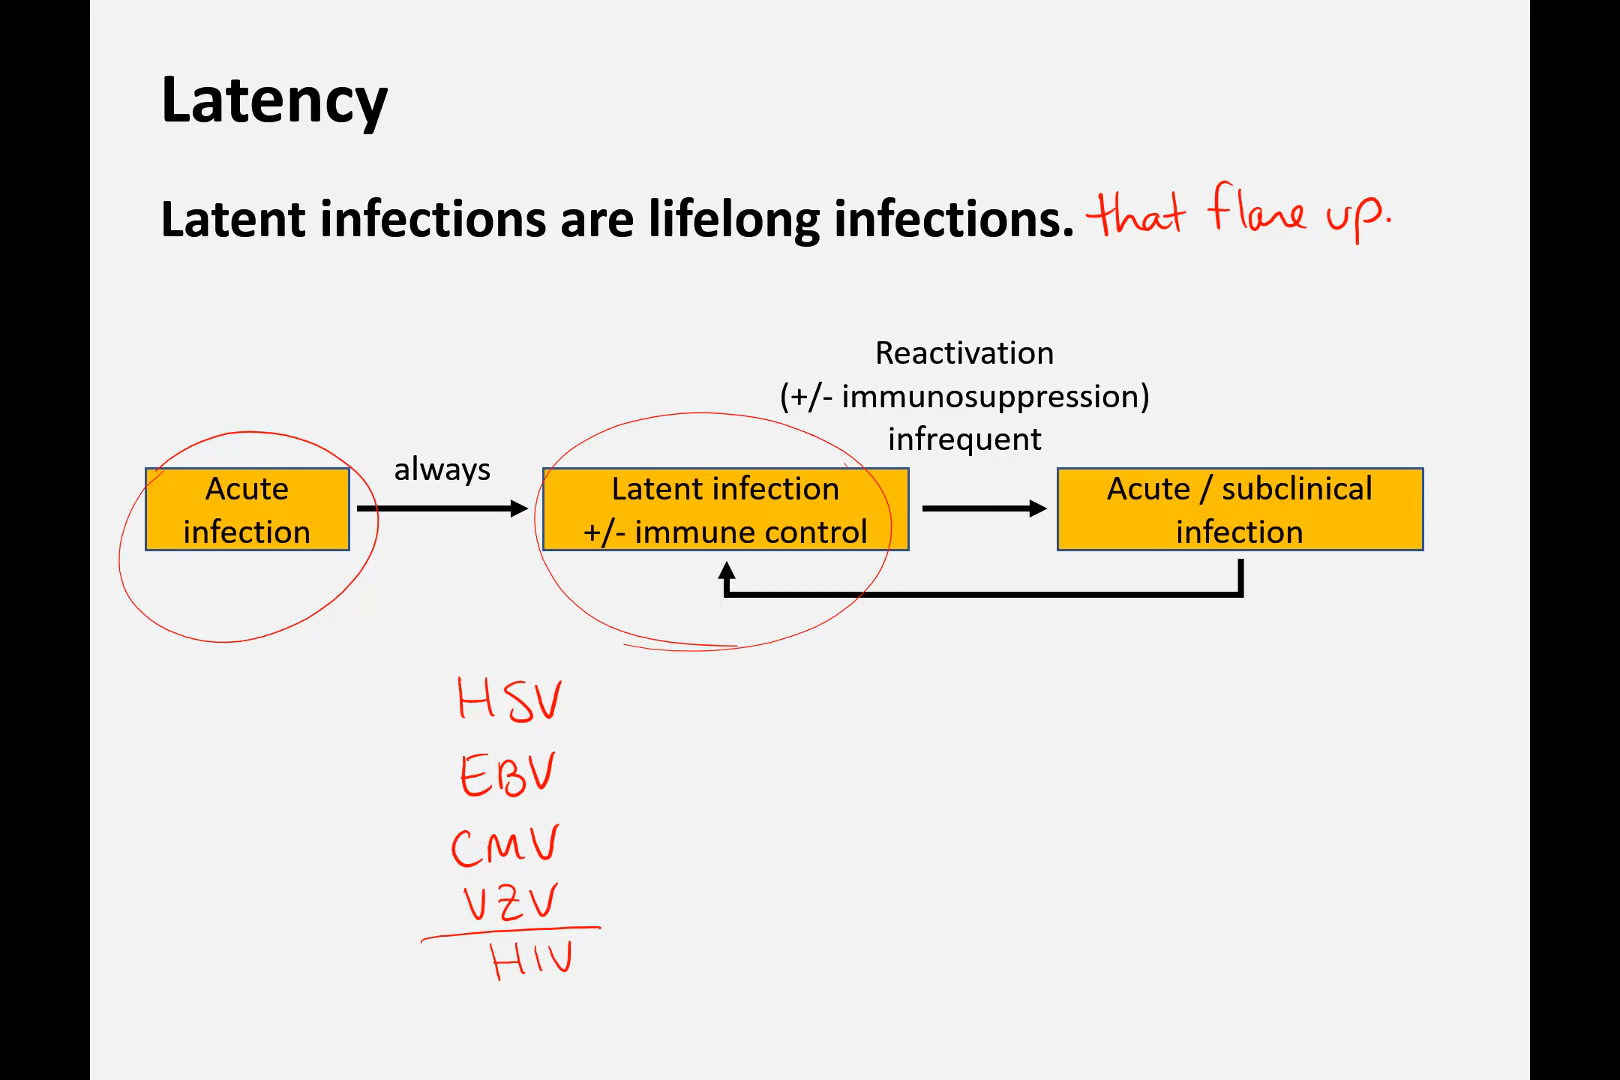 Latency
Latent infections are lifelong infections. that flare up.
Reactivation
(+/- immunosuppression)
infrequent
always
Acute
infection
Latent infection
+/- immune control
Acute / subclinical
infection
HSV
EBV
CMV
VZV
HIV